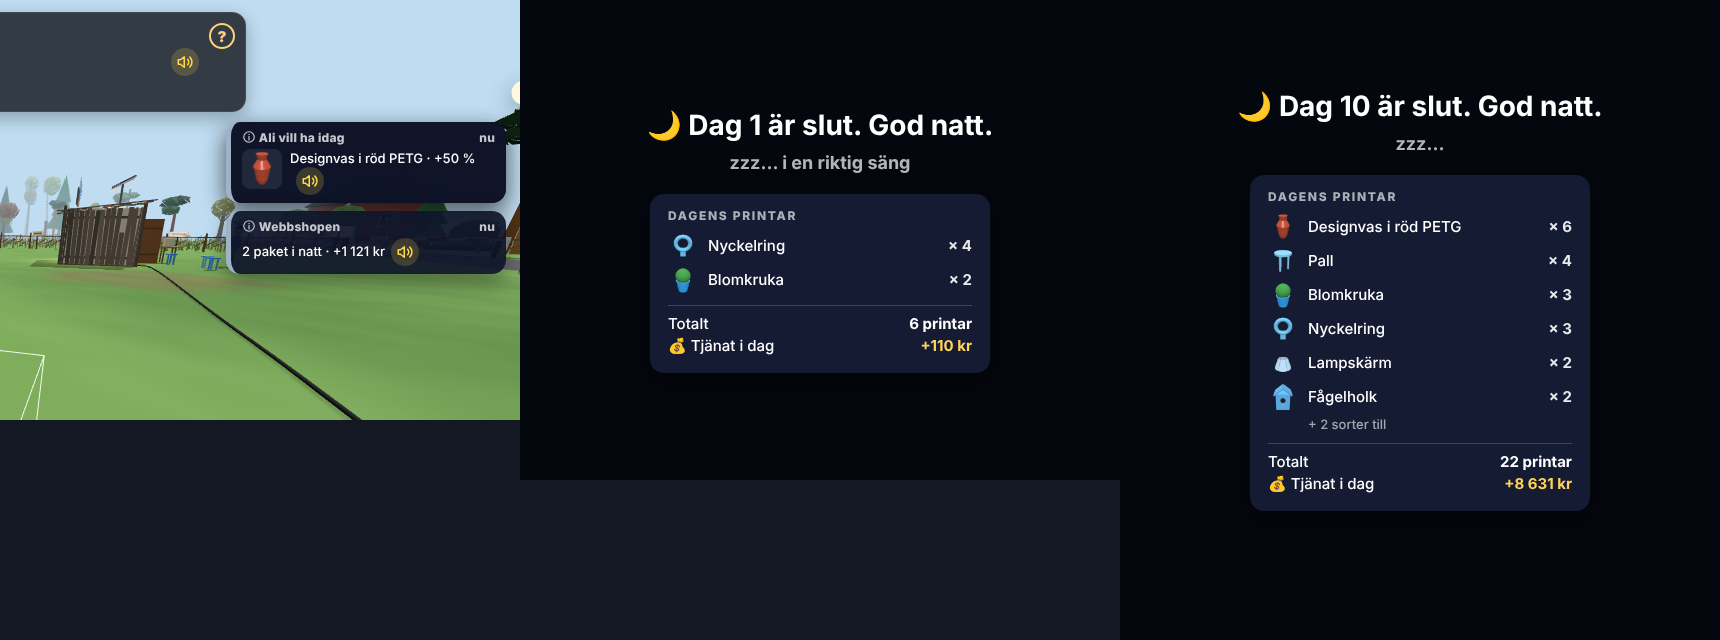 ?
Ali vill ha idag nu
Designvas i röd PETG · +50 %
Webbshopen nu
2 paket i natt · +1 121 kr
Dag 1 är slut. God natt.
zzz... i en riktig säng
DAGENS PRINTAR
Nyckelring × 4
Blomkruka × 2
Totalt 6 printar
Tjänat i dag +110 kr
Dag 10 är slut. God natt.
zzz...
DAGENS PRINTAR
Designvas i röd PETG × 6
Pall × 4
Blomkruka × 3
Nyckelring × 3
Lampskärm × 2
Fågelholk × 2
+ 2 sorter till
Totalt 22 printar
Tjänat i dag +8 631 kr